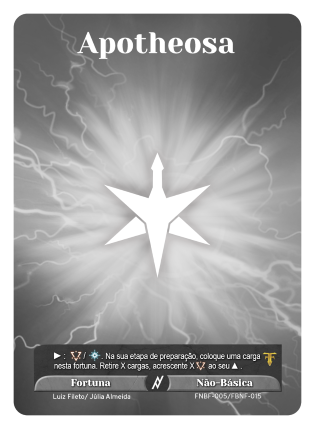 Apotheosa
▶ : / . Na sua etapa de preparação, coloque uma carga
nesta fortuna. Retire X cargas, acrescente X ao seu ▲ .
Fortuna Não-Básica
Luiz Fileto/ Júlia Almeida FNBF-005/FBNF-015